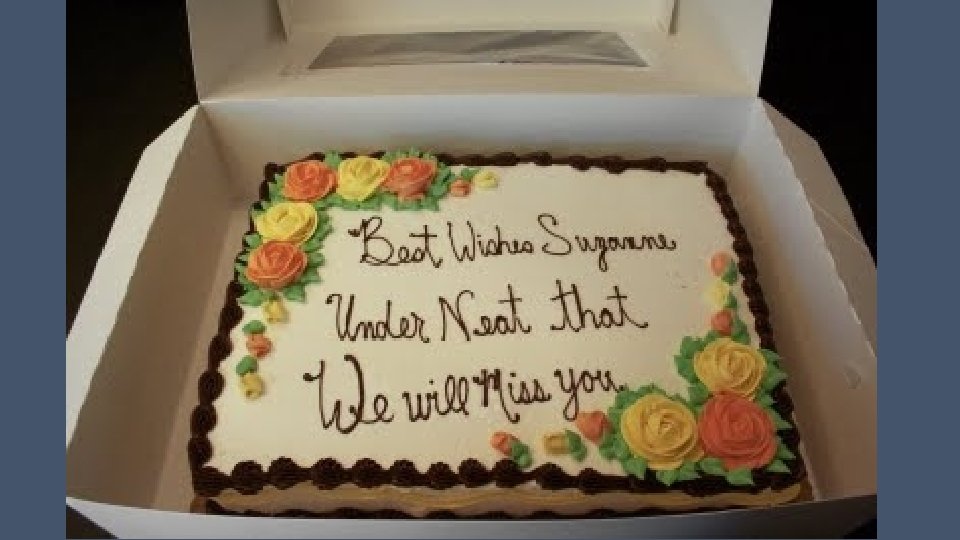 Best Wishes Suzanne
Under Neat that
We will Miss you